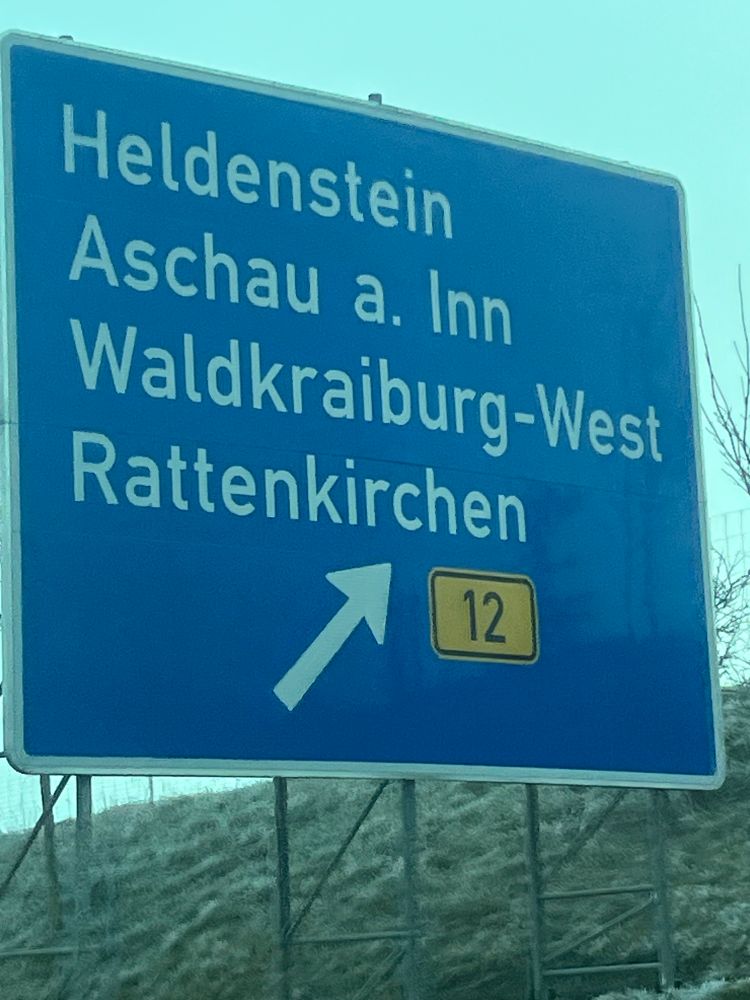 Heldenstein
Aschau a. Inn
Waldkraiburg-West
Rattenkirchen
12